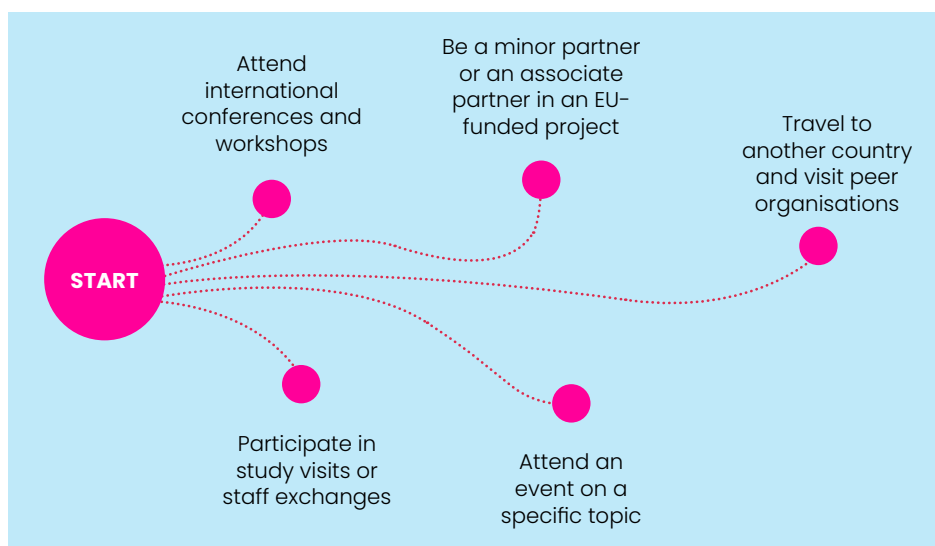 Attend
international
conferences and
workshops
Be a minor partner
or an associate
partner in an EU-
funded project
Travel to
another country
and visit peer
organisations
START
Participate in
study visits or
staff exchanges
Attend an
event on a
specific topic